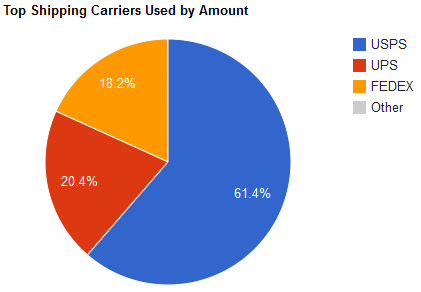 Top Shipping Carriers Used by Amount
USPS
UPS
FEDEX
Other
18.2%
20.4%
61.4%